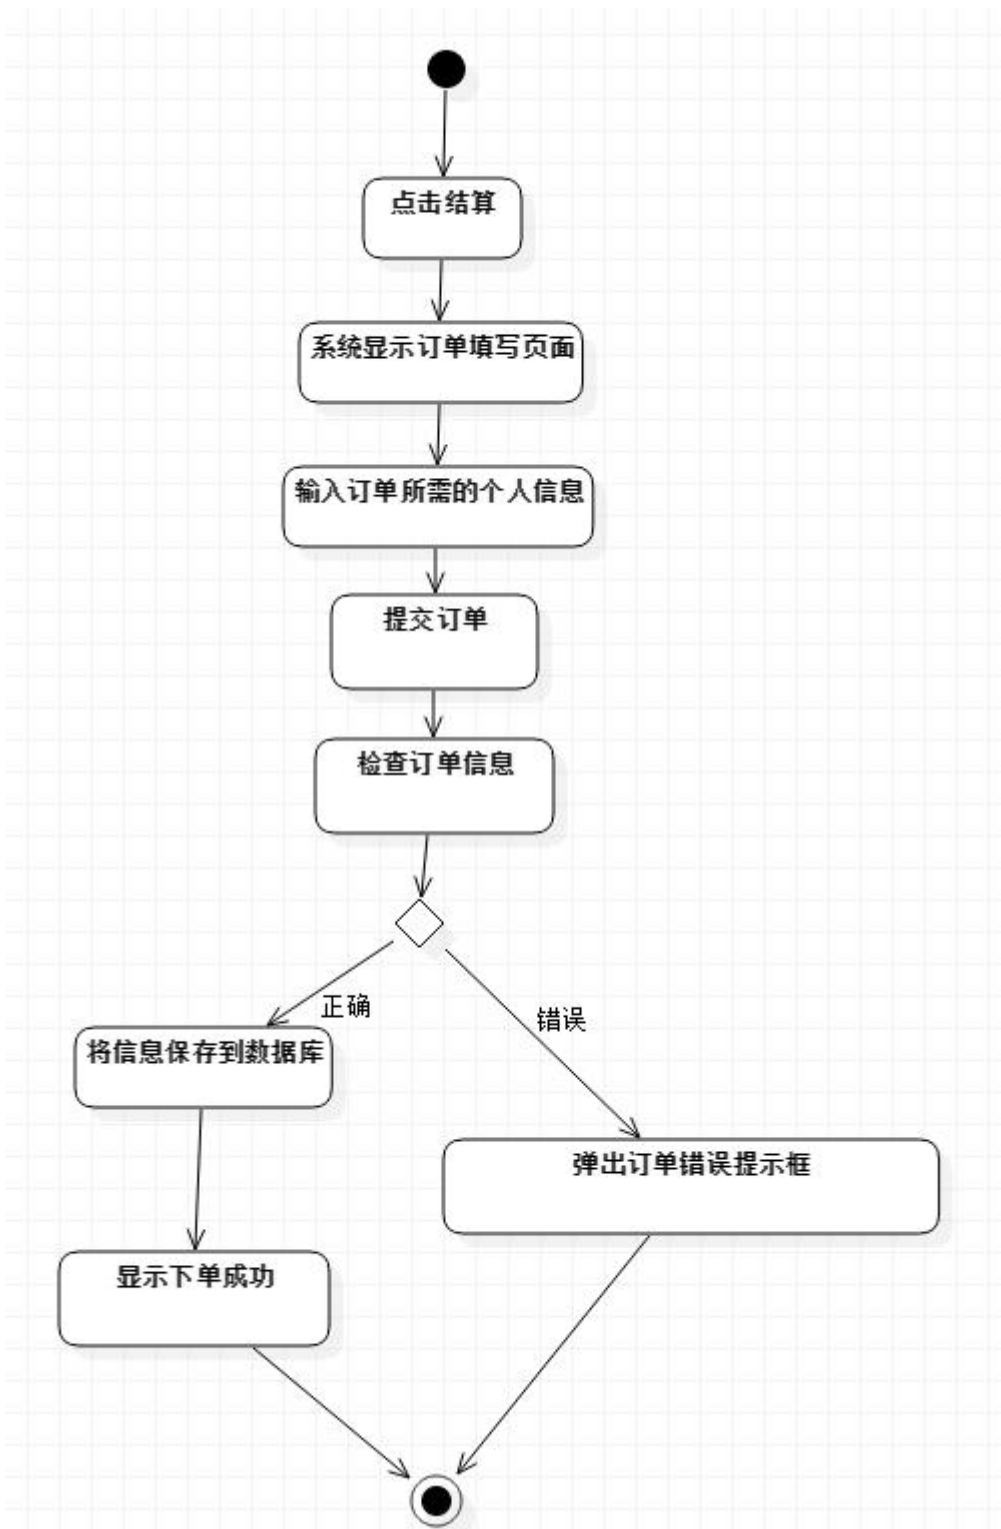 点击结算
系统显示订单填写页面
输入订单所需的个人信息
提交订单
检查订单信息
正确
错误
将信息保存到数据库
弹出订单错误提示框
显示下单成功